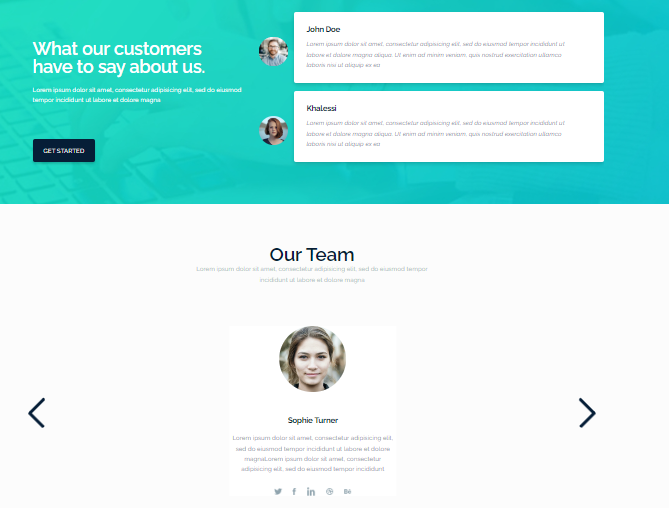 What our customers
have to say about us.
Lorem ipsum dolor sit amet, consectetur adipisicing elit, sed do eiusmod
tempor incididunt ut labore et dolore magna
GET STARTED
John Doe
Lorem ipsum dolor sit amet, consectetur adipisicing elit, sed do eiusmod tempor incididunt ut
labore et dolore magna aliqua. Ut enim ad minim veniam, quis nostrud exercitation ullamco
laboris nisi ut aliquip ex ea
Khalessi
Lorem ipsum dolor sit amet, consectetur adipisicing elit, sed do eiusmod tempor incididunt ut
labore et dolore magna aliqua. Ut enim ad minim veniam, quis nostrud exercitation ullamco
laboris nisi ut aliquip ex ea
Our Team
Lorem ipsum dolor sit amet, consectetur adipisicing elit, sed do eiusmod tempor
incididunt ut labore et dolore magna
Sophie Turner
Lorem ipsum dolor sit amet, consectetur adipisicing elit,
sed do eiusmod tempor incididunt ut labore et dolore
magnaLorem ipsum dolor sit amet, consectetur
adipisicing elit, sed do eiusmod tempor incididunt